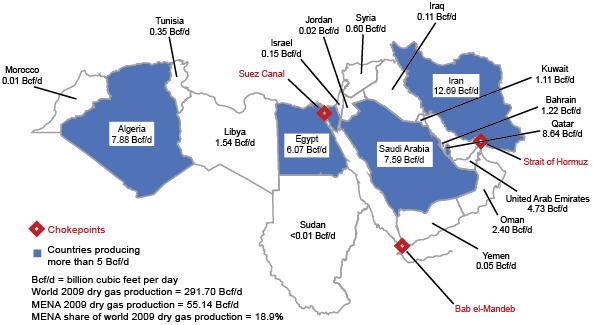 Iraq
0.11 Bcf/d
Tunisia
0.35 Bcf/d
Jordan
0.02 Bcf/d
Syria
0.60 Bcf/d
Israel
0.15 Bcf/d
Morocco
0.01 Bcf/d
Suez Canal
Kuwait
1.11 Bcf/d
Iran
12.69 Bcf/d
Bahrain
1.22 Bcf/d
Qatar
8.64 Bcf/d
Algeria
7.88 Bcf/d
Libya
1.54 Bcf/d
Egypt
6.07 Bcf/d
Saudi Arabia
7.59 Bcf/d
Strait of Hormuz
United Arab Emirates
4.73 Bcf/d
Oman
2.40 Bcf/d
Sudan
<0.01 Bcf/d
Yemen
0.05 Bcf/d
Bab el-Mandeb
Chokepoints
Countries producing
more than 5 Bcf/d
Bcf/d = billion cubic feet per day
World 2009 dry gas production = 291.70 Bcf/d
MENA 2009 dry gas production = 55.14 Bcf/d
MENA share of world 2009 dry gas production = 18.9%